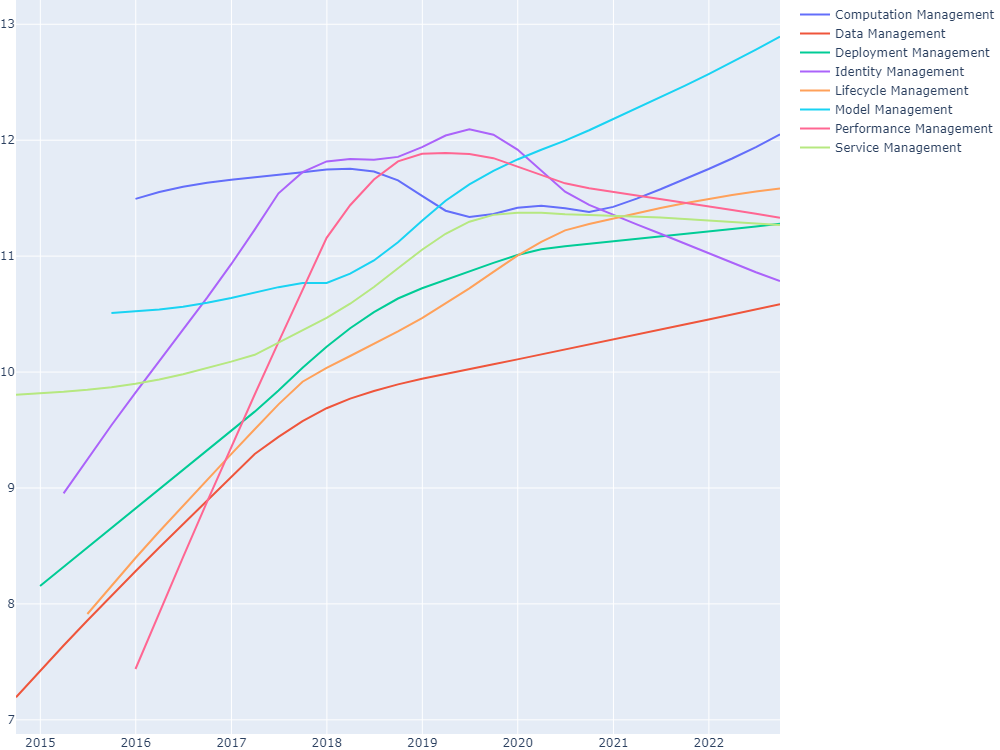 13
12
11
10
9
8
7
2015 2016 2017 2018 2019 2020 2021 2022
Computation Management
Data Management
Deployment Management
Identity Management
Lifecycle Management
Model Management
Performance Management
Service Management